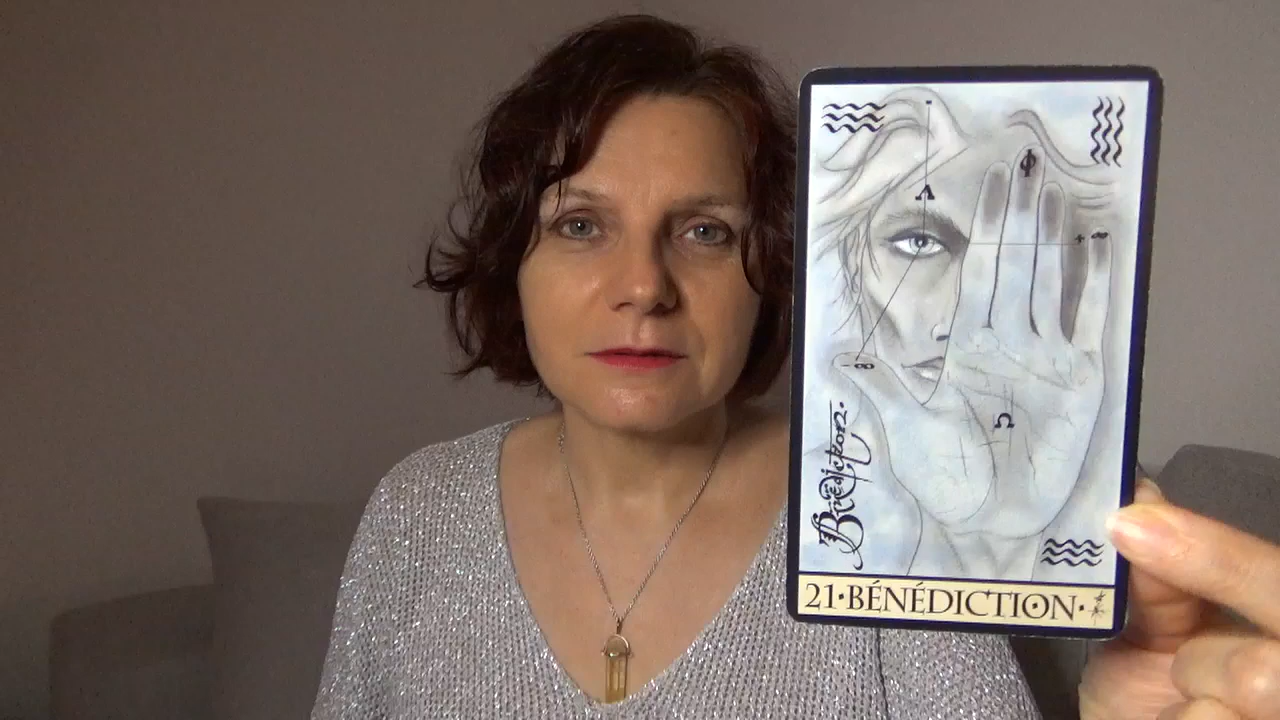 V
Φ
+ ∞
- ∞
C
Bénédiction
21·BÉNÉDICTION·